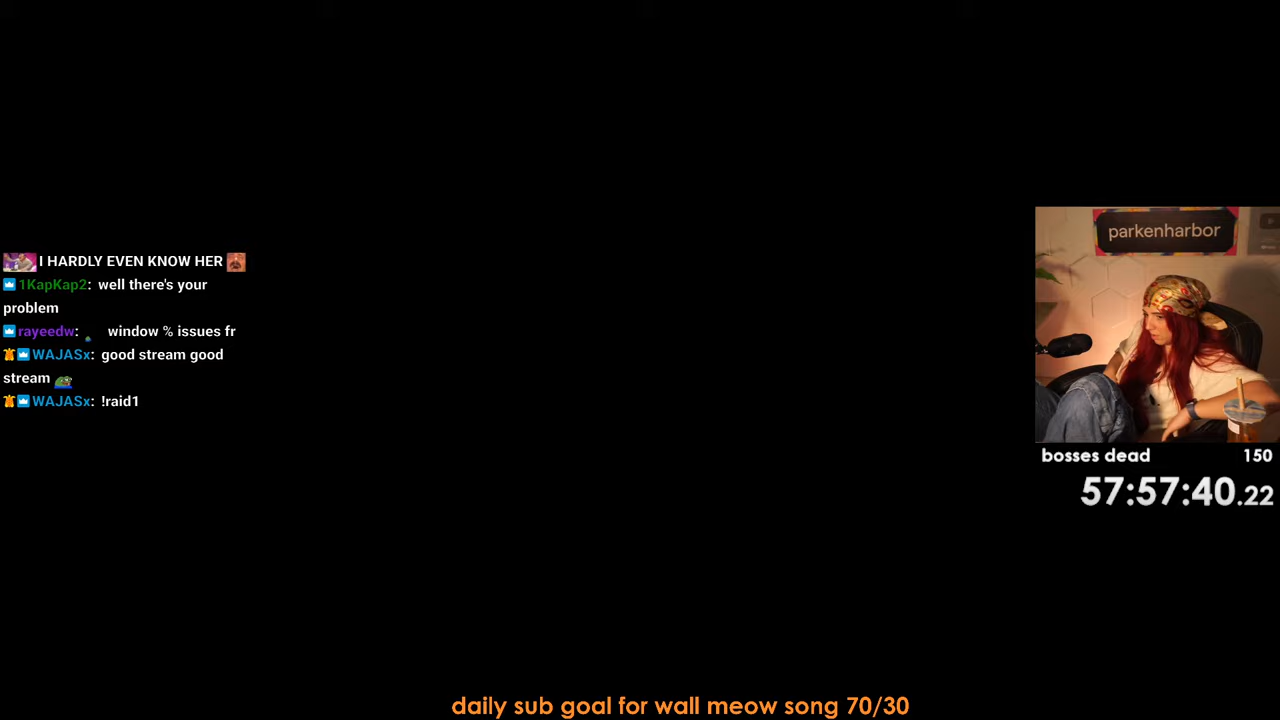 I HARDLY EVEN KNOW HER
1KapKap2: well there's your
problem
rayeedw: window % issues fr
WAJASx: good stream good
stream
WAJASx: !raid1
parkenharbor
bosses dead 150
57:57:40.22
daily sub goal for wall meow song 70/30